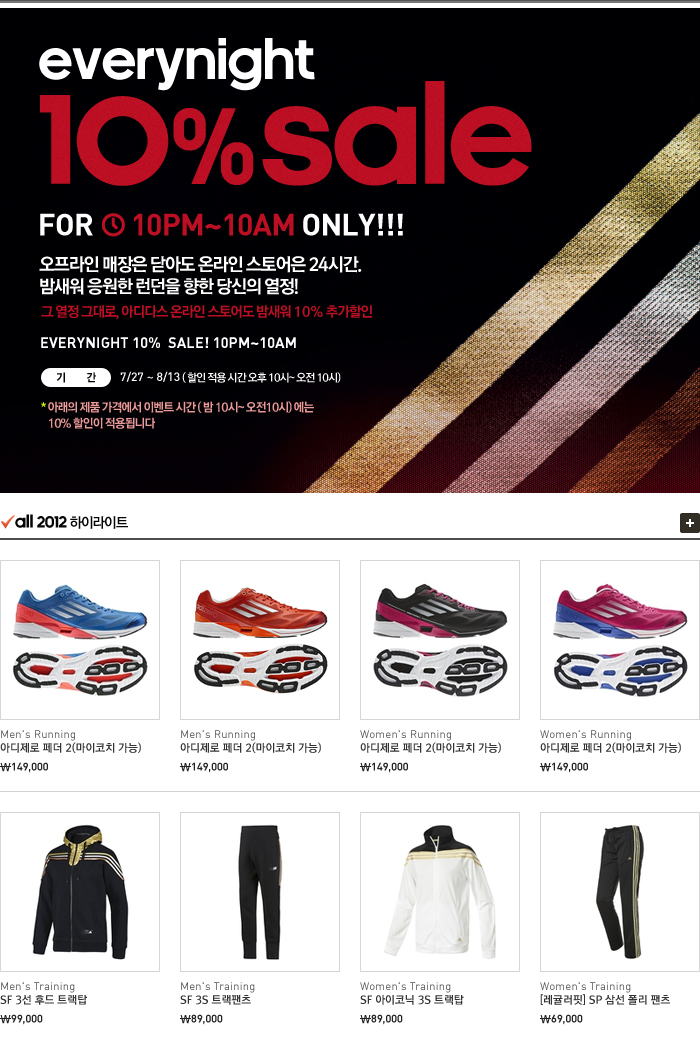 everynight
10% sale
FOR 10PM~10AM ONLY!!!
오프라인 매장은 닫아도 온라인 스토어은 24시간.
밤새워 응원한 런던을 향한 당신의 열정!
그 열정 그대로, 아디다스 온라인 스토어도 밤새워 10% 추가할인
EVERYNIGHT 10% SALE! 10PM~10AM
기 간 7/27 ~ 8/13 ( 할인 적용 시간 오후 10시~ 오전 10시)
* 아래의 제품 가격에서 이벤트 시간 ( 밤 10시~ 오전10시) 에는
10% 할인이 적용됩니다
all 2012 하이라이트
Men's Running
아디제로 페더 2(마이코치 가능)
₩149,000
Men's Running
아디제로 페더 2(마이코치 가능)
₩149,000
Women's Running
아디제로 페더 2(마이코치 가능)
₩149,000
Women's Running
아디제로 페더 2(마이코치 가능)
₩149,000
Men's Training
SF 3선 후드 트랙탑
₩99,000
Men's Training
SF 3S 트랙팬츠
₩89,000
Women's Training
SF 아이코닉 3S 트랙탑
₩89,000
Women's Training
[레귤러핏] SP 삼선 폴리 팬츠
₩69,000